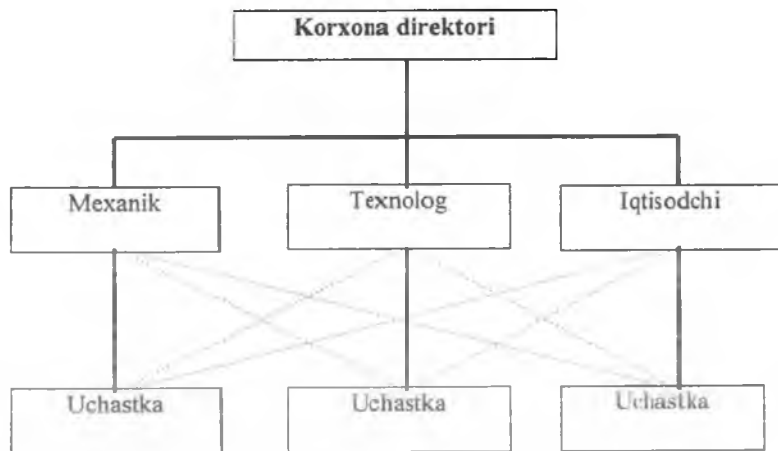 Korxona direktori
Mexanik
Texnolog
Iqtisodchi
Uchastka
Uchastka
Uchastka